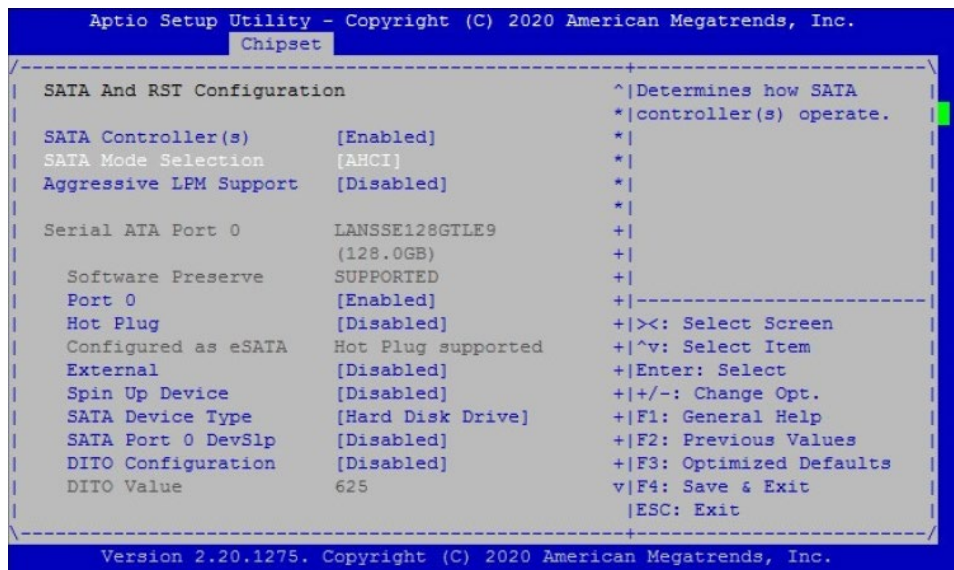 Aptio Setup Utility - Copyright (C) 2020 American Megatrends, Inc.
Chipset
/-----------------------------------------------------+-------------------------\
| SATA And RST Configuration ^|Determines how SATA |
| *|controller(s) operate. |
| SATA Controller(s) [Enabled] *| |
| SATA Mode Selection [AHCI] *| |
| Aggressive LPM Support [Disabled] *| |
| *| |
| Serial ATA Port 0 LANSSE128GTLE9 +| |
| (128.0GB) +| |
| Software Preserve SUPPORTED +| |
| Port 0 [Enabled] +|-------------------------|
| Hot Plug [Disabled] +|><: Select Screen |
| Configured as eSATA Hot Plug supported +|^v: Select Item |
| External [Disabled] +|Enter: Select |
| Spin Up Device [Disabled] +|+/-: Change Opt. |
| SATA Device Type [Hard Disk Drive] +|F1: General Help |
| SATA Port 0 DevSlp [Disabled] +|F2: Previous Values |
| DITO Configuration [Disabled] +|F3: Optimized Defaults |
| DITO Value 625 v|F4: Save & Exit |
| |ESC: Exit |
\-----------------------------------------------------+-------------------------/
Version 2.20.1275. Copyright (C) 2020 American Megatrends, Inc.